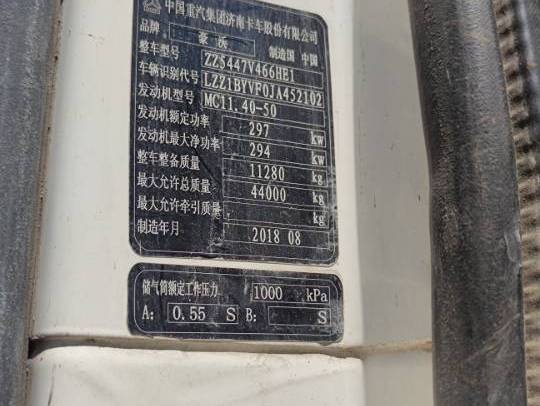 中国重汽集团济南卡车股份有限公司
品牌 豪沃 制造国 中国
整车型号 ZZ5447V466HE1
车辆识别代号 LZZ1BYVF0JA452102
发动机型号 MC11.40-50
发动机额定功率 297 kw
发动机最大净功率 294 kw
整车整备质量 11280 kg
最大允许总质量 44000 kg
最大允许牵引质量 kg
制造年月 2018 08
储气筒额定工作压力 1000 kPa
A: 0.55 S B: S